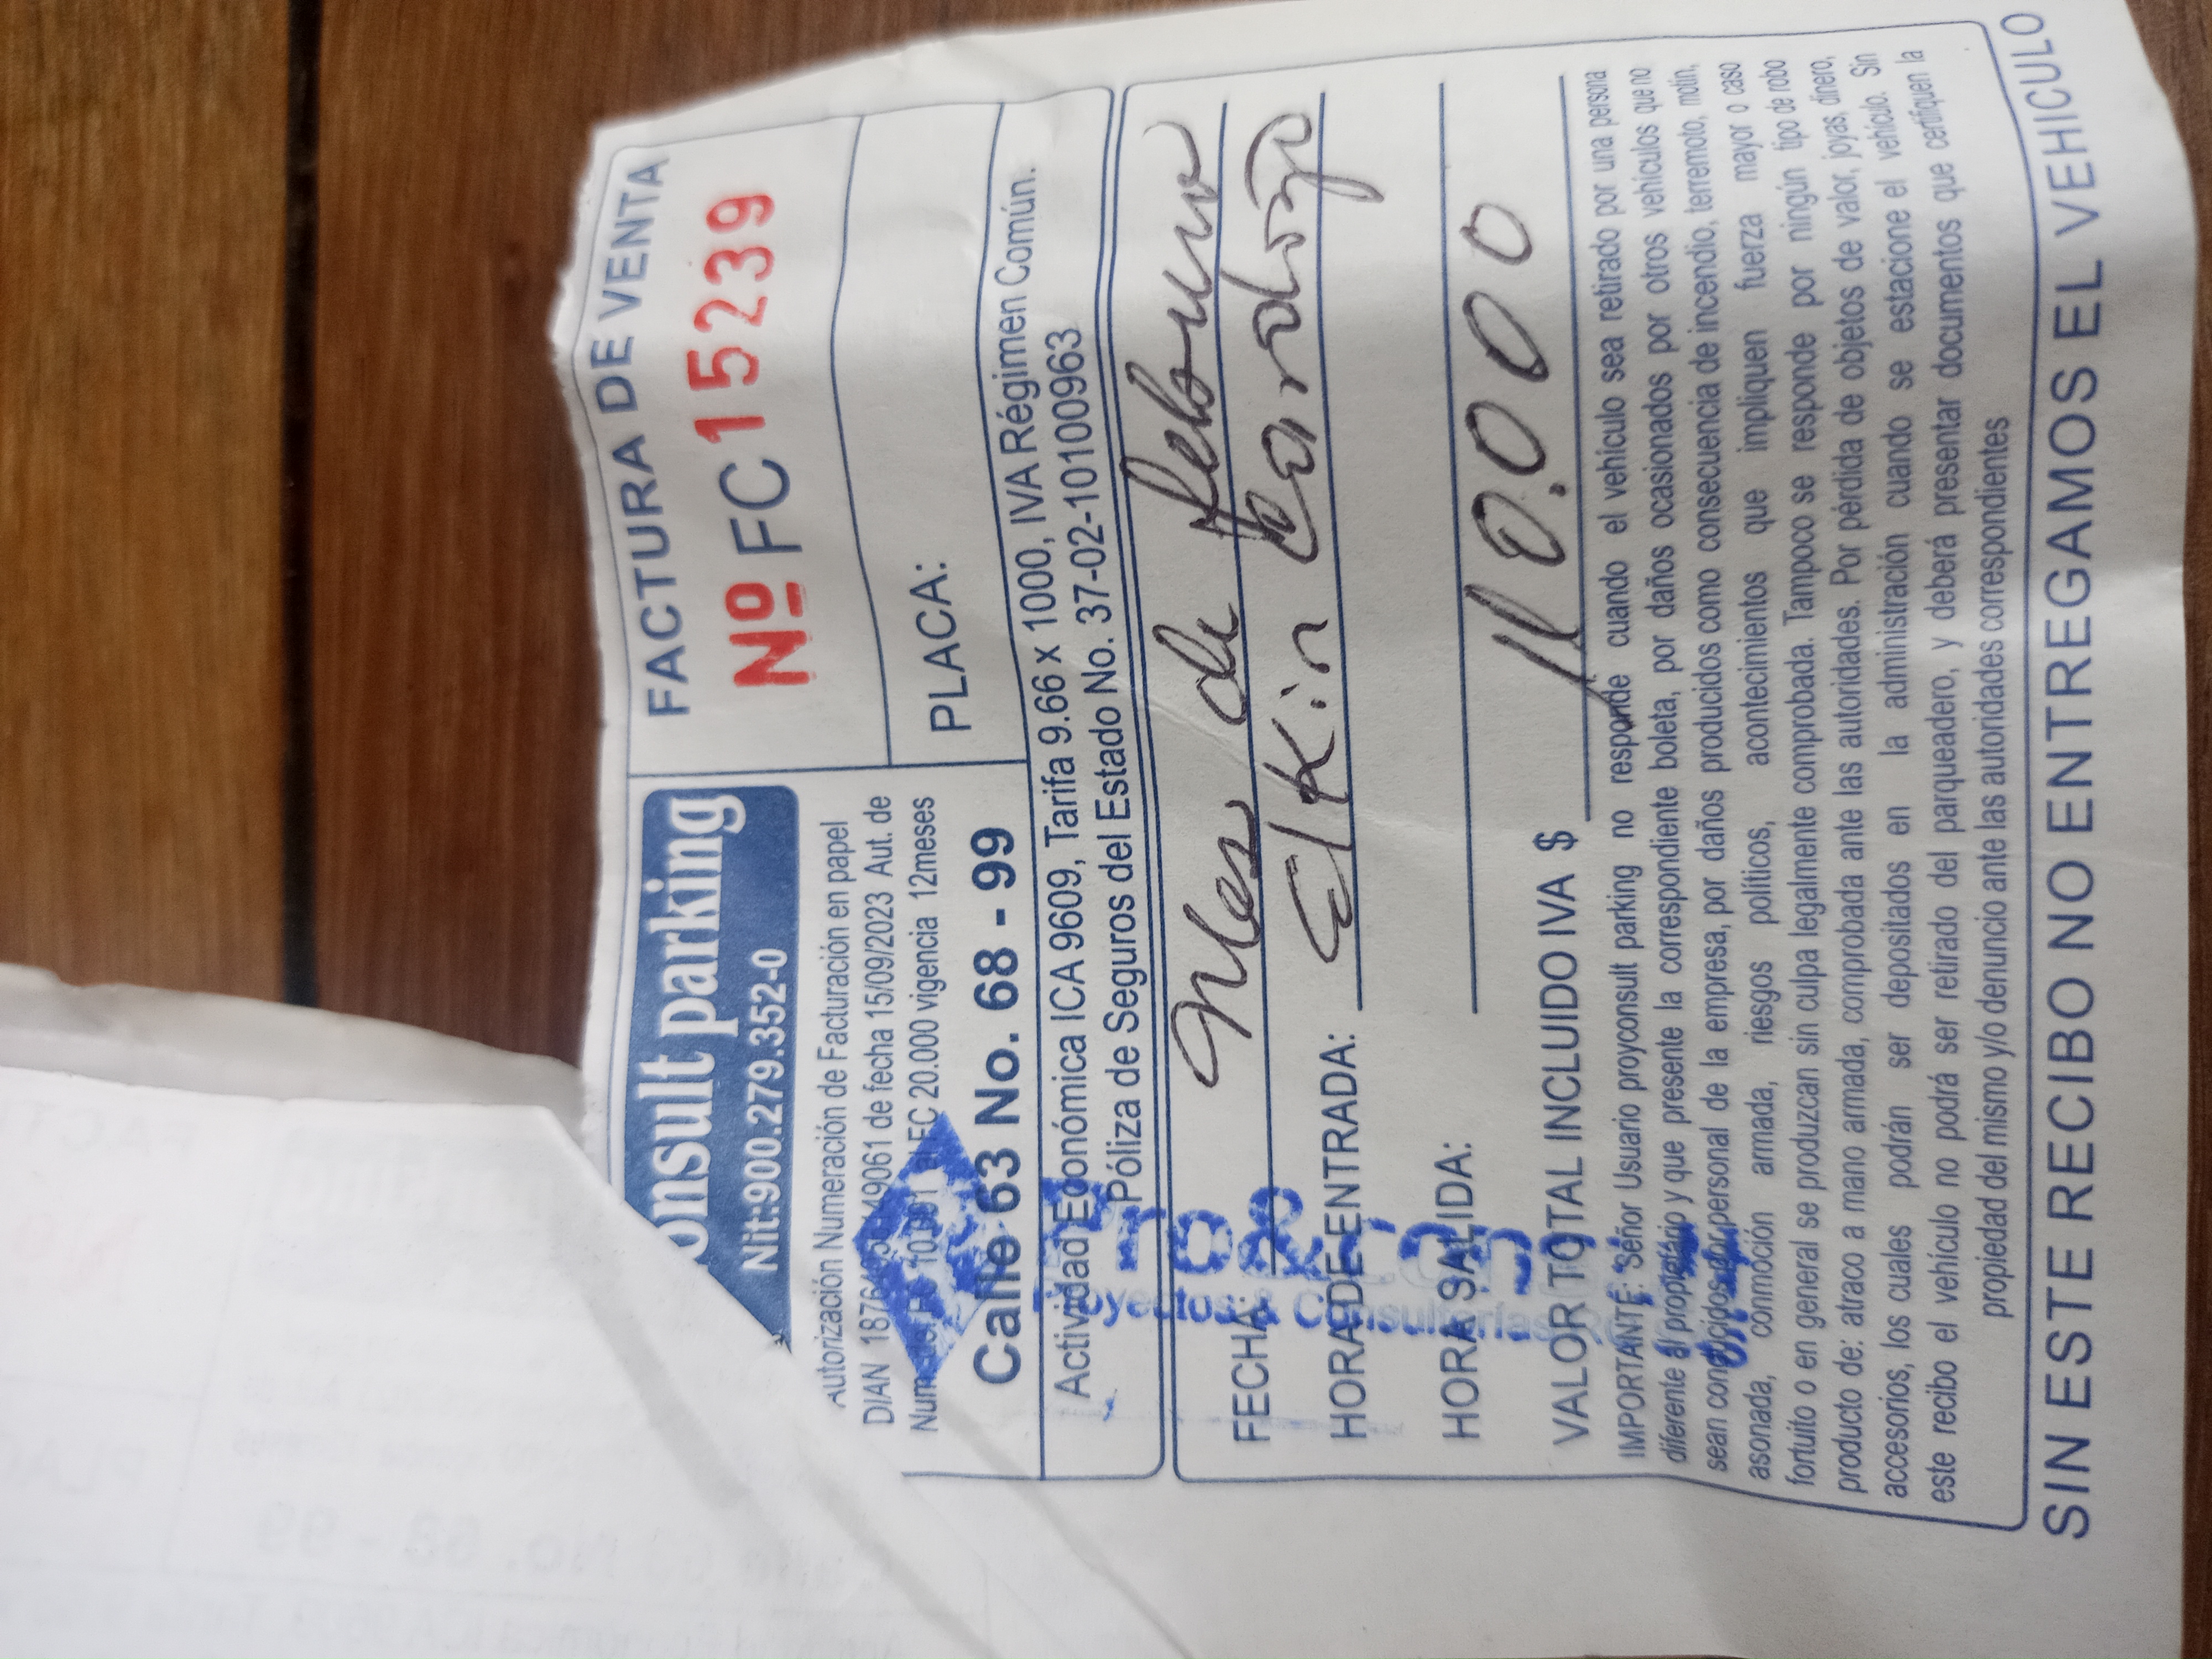 FACTURA DE VENTA
onsult parking
Nit:900.279.352-0
Nº FC 15239
Autorización Numeración de Facturación en papel
DIAN 49061 de fecha 15/09/2023 Aut. de
20.000 vigencia 12meses
PLACA:
Calle 63 No. 68 - 99
Actividad Económica ICA 9609, Tarifa 9.66 x 1000, IVA Régimen Común.
Póliza de Seguros del Estado No. 37-02-10100963
FECHA: Mes de febrero
HORA DE ENTRADA: Elkin Cardozo
HORA SALIDA:
VALOR TOTAL INCLUIDO IVA $ 110.000
IMPORTANTE: Señor Usuario proyconsult parking no responde cuando el vehículo sea retirado por una persona
diferente al propietario y que presente la correspondiente boleta, por daños ocasionados por otros vehículos que no
sean conducidos por personal de la empresa, por daños producidos como consecuencia de incendio, terremoto, motin,
asonada, conmoción armada, riesgos políticos, acontecimientos que impliquen fuerza mayor o caso
fortuito o en general se produzcan sin culpa legalmente comprobada. Tampoco se responde por ningún tipo de robo
producto de: atraco a mano armada, comprobada ante las autoridades. Por pérdida de objetos de valor, joyas, dinero,
accesorios, los cuales podrán ser depositados en la administración cuando se estacione el vehículo. Sin
este recibo el vehículo no podrá ser retirado del parqueadero, y deberá presentar documentos que certifiquen la
propiedad del mismo y/o denuncio ante las autoridades correspondientes
SIN ESTE RECIBO NO ENTREGAMOS EL VEHICULO